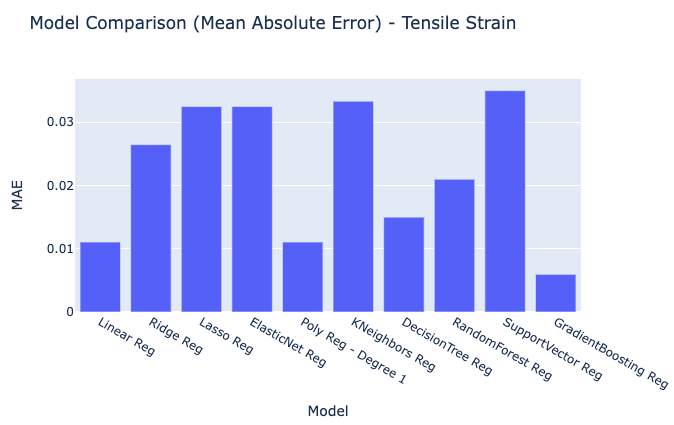 Model Comparison (Mean Absolute Error) - Tensile Strain
MAE
0.03
0.02
0.01
0
Linear Reg
Ridge Reg
Lasso Reg
ElasticNet Reg
Poly Reg - Degree 1
KNeighbors Reg
DecisionTree Reg
RandomForest Reg
SupportVector Reg
GradientBoosting Reg
Model